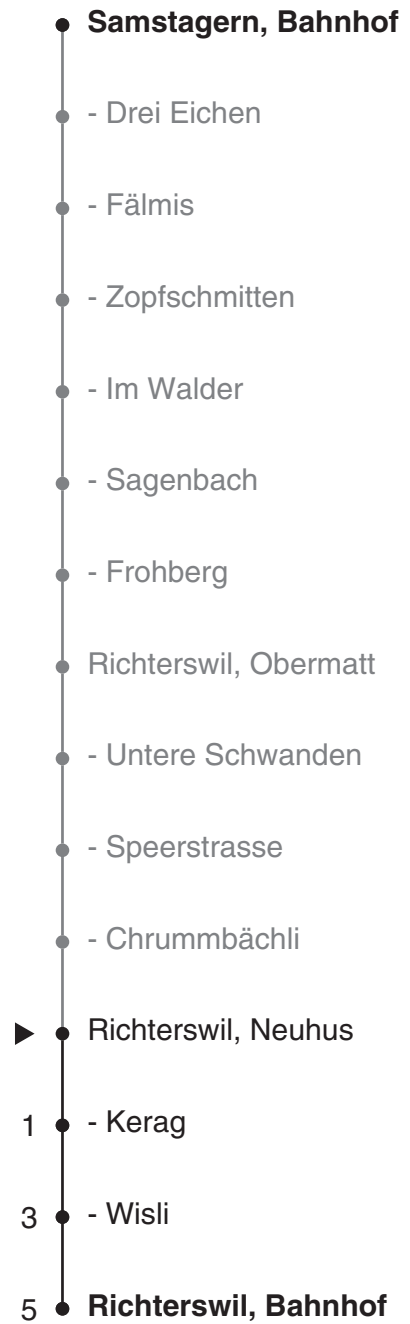 Samstagern, Bahnhof
- Drei Eichen
- Fälmis
- Zopfschmitten
- Im Walder
- Sagenbach
- Frohberg
Richterswil, Obermatt
- Untere Schwanden
- Speerstrasse
- Chrummbächli
Richterswil, Neuhus
1 - Kerag
3 - Wisli
5 Richterswil, Bahnhof